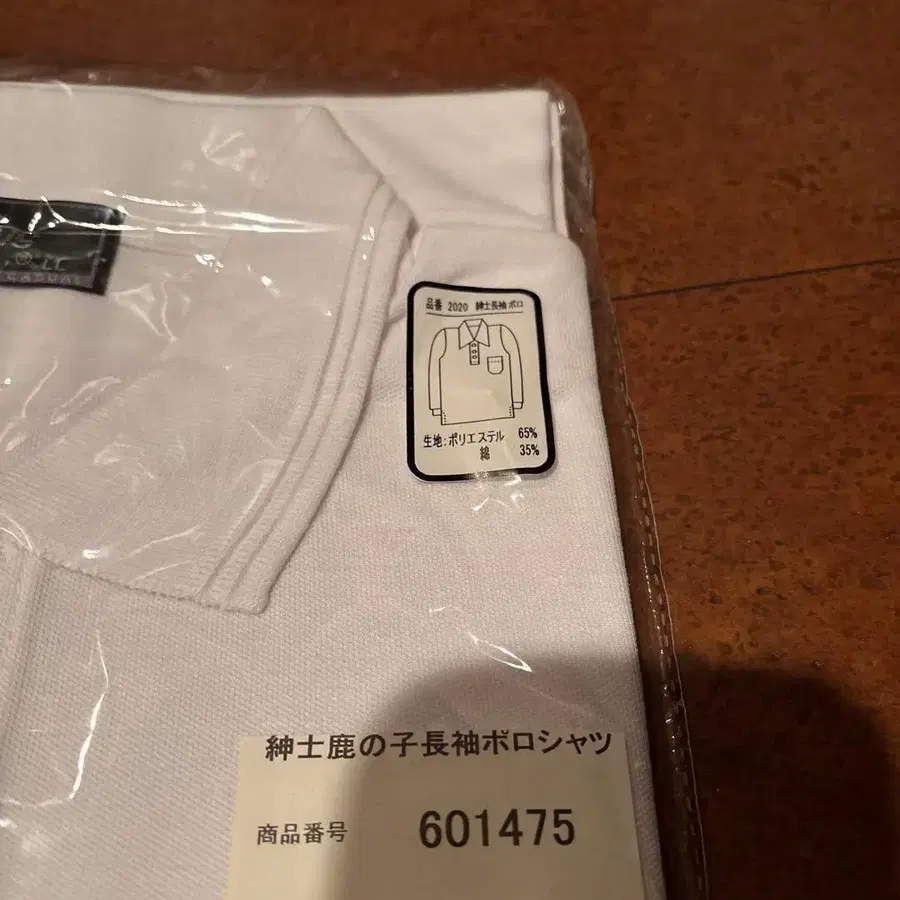 CASUAL
品番 2020 紳士長袖ポロ
生地:ポリエステル 65%
綿 35%
紳士鹿の子長袖ポロシャツ
商品番号 601475